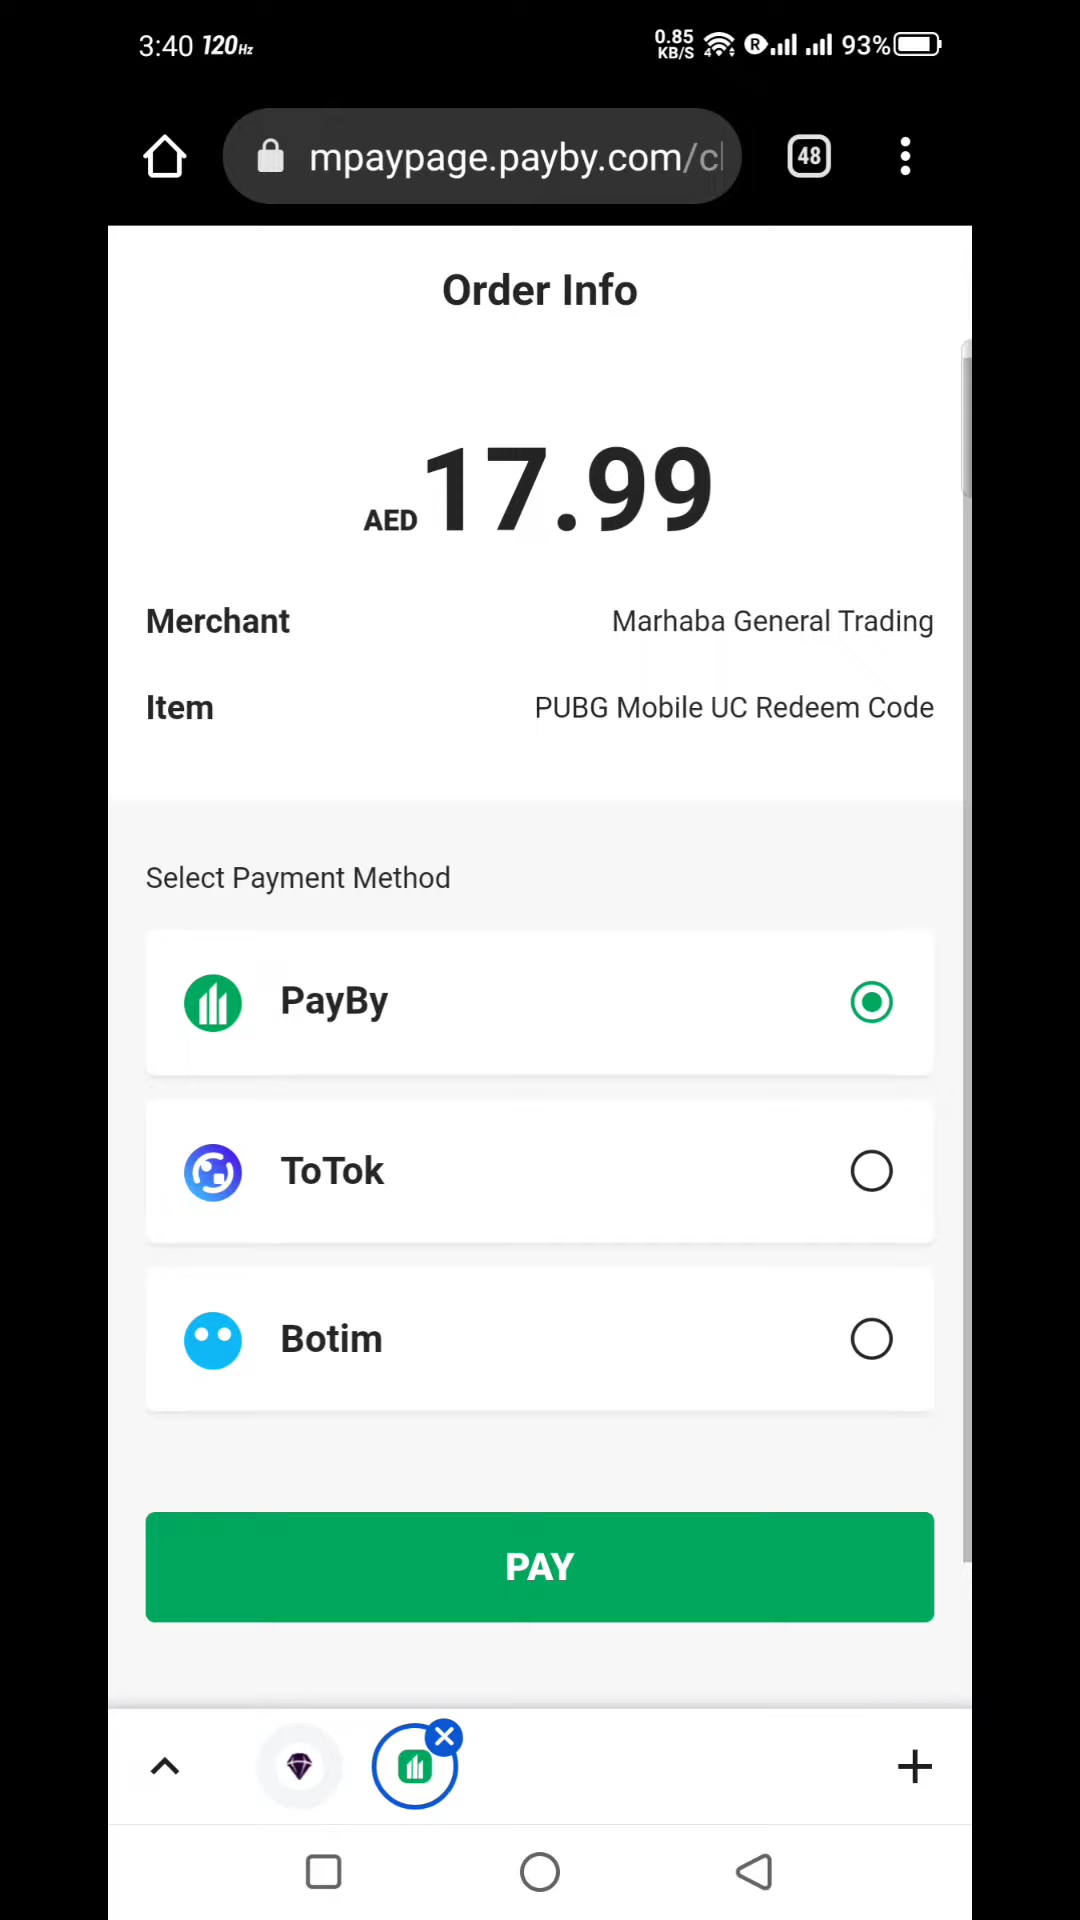 3:40 120Hz 0.85 KB/S 4 R 93%
mpaypage.payby.com/c
48
Order Info
AED 17.99
Merchant Marhaba General Trading
Item PUBG Mobile UC Redeem Code
Select Payment Method
PayBy
ToTok
Botim
PAY